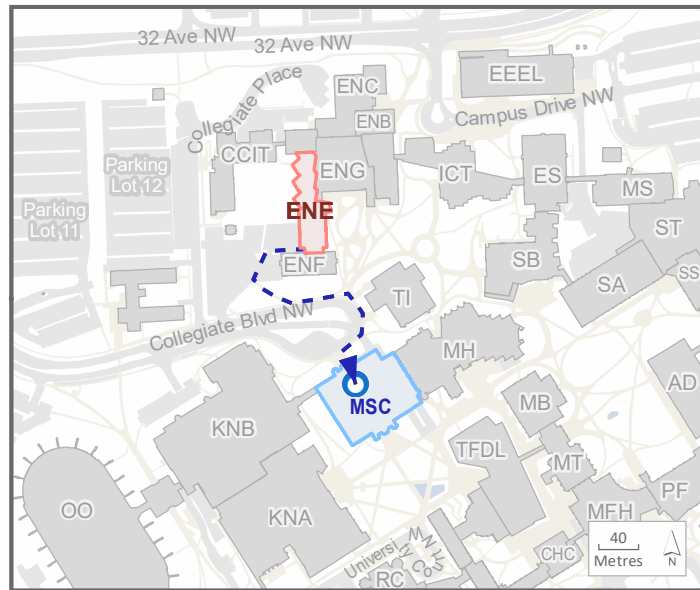 32 Ave NW
32 Ave NW
EEEL
ENC
Collegiate Place
Campus Drive NW
ENB
CCIT
Parking
Lot 12
ENG
ICT
ES
MS
Parking
Lot 11
ENE
ST
SB
ENF
SS
SA
TI
Collegiate Blvd NW
MH
AD
MSC
MB
KNB
TFDL
MT
PF
OO
KNA
MFH
40
Metres
N
CHC
RC